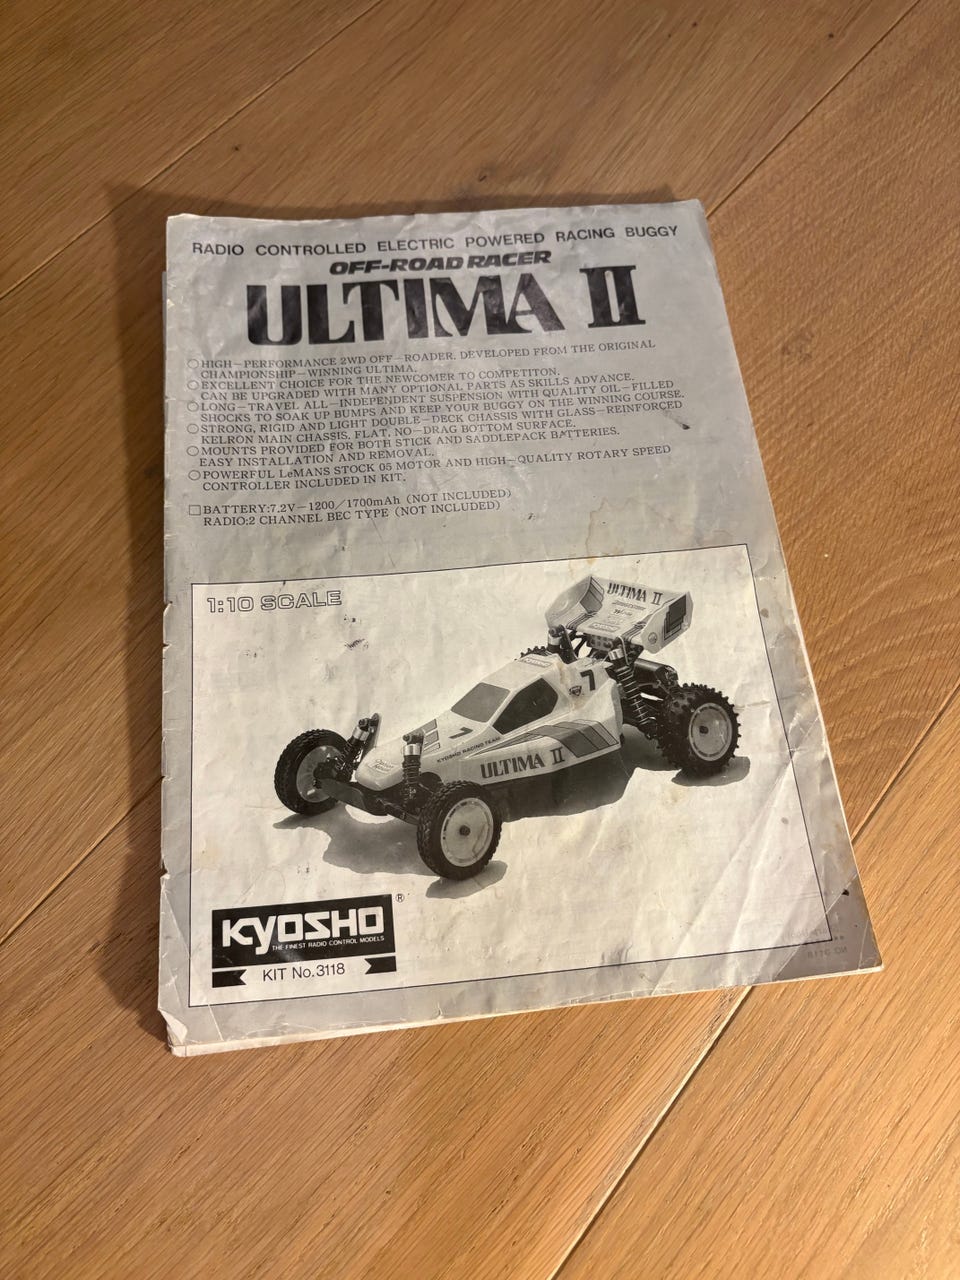 RADIO CONTROLLED ELECTRIC POWERED RACING BUGGY
OFF-ROAD RACER
ULTIMA II
○HIGH-PERFORMANCE 2WD OFF-ROADER. DEVELOPED FROM THE ORIGINAL
CHAMPIONSHIP-WINNING ULTIMA.
○EXCELLENT CHOICE FOR THE NEWCOMER TO COMPETITON.
CAN BE UPGRADED WITH MANY OPTIONAL PARTS AS SKILLS ADVANCE.
○LONG-TRAVEL ALL-INDEPENDENT SUSPENSION WITH QUALITY OIL-FILLED
SHOCKS TO SOAK UP BUMPS AND KEEP YOUR BUGGY ON THE WINNING COURSE.
○STRONG, RIGID AND LIGHT DOUBLE-DECK CHASSIS WITH GLASS-REINFORCED
KELRON MAIN CHASSIS. FLAT, NO-DRAG BOTTOM SURFACE.
○MOUNTS PROVIDED FOR BOTH STICK AND SADDLEPACK BATTERIES.
EASY INSTALLATION AND REMOVAL.
○POWERFUL LeMANS STOCK 05 MOTOR AND HIGH-QUALITY ROTARY SPEED
CONTROLLER INCLUDED IN KIT.
□BATTERY:7.2V-1200/1700mAh (NOT INCLUDED)
RADIO:2 CHANNEL BEC TYPE (NOT INCLUDED)
1:10 SCALE
ULTIMA II
KYOSHO
7
7
KYOSHO RACING TEAM
ULTIMA II
KYOSHO®
THE FINEST RADIO CONTROL MODELS
KIT No.3118